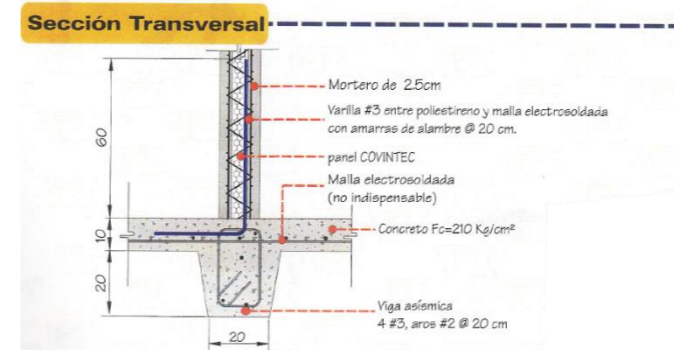 Sección Transversal
Mortero de 2.5cm
Varilla #3 entre poliestireno y malla electrosoldada
con amarras de alambre @ 20 cm.
panel COVINTEC
Malla electrosoldada
(no indispensable)
Concreto Fc=210 Kg/cm²
Viga asísmica
4 #3, aros #2 @ 20 cm
60
10
20
20